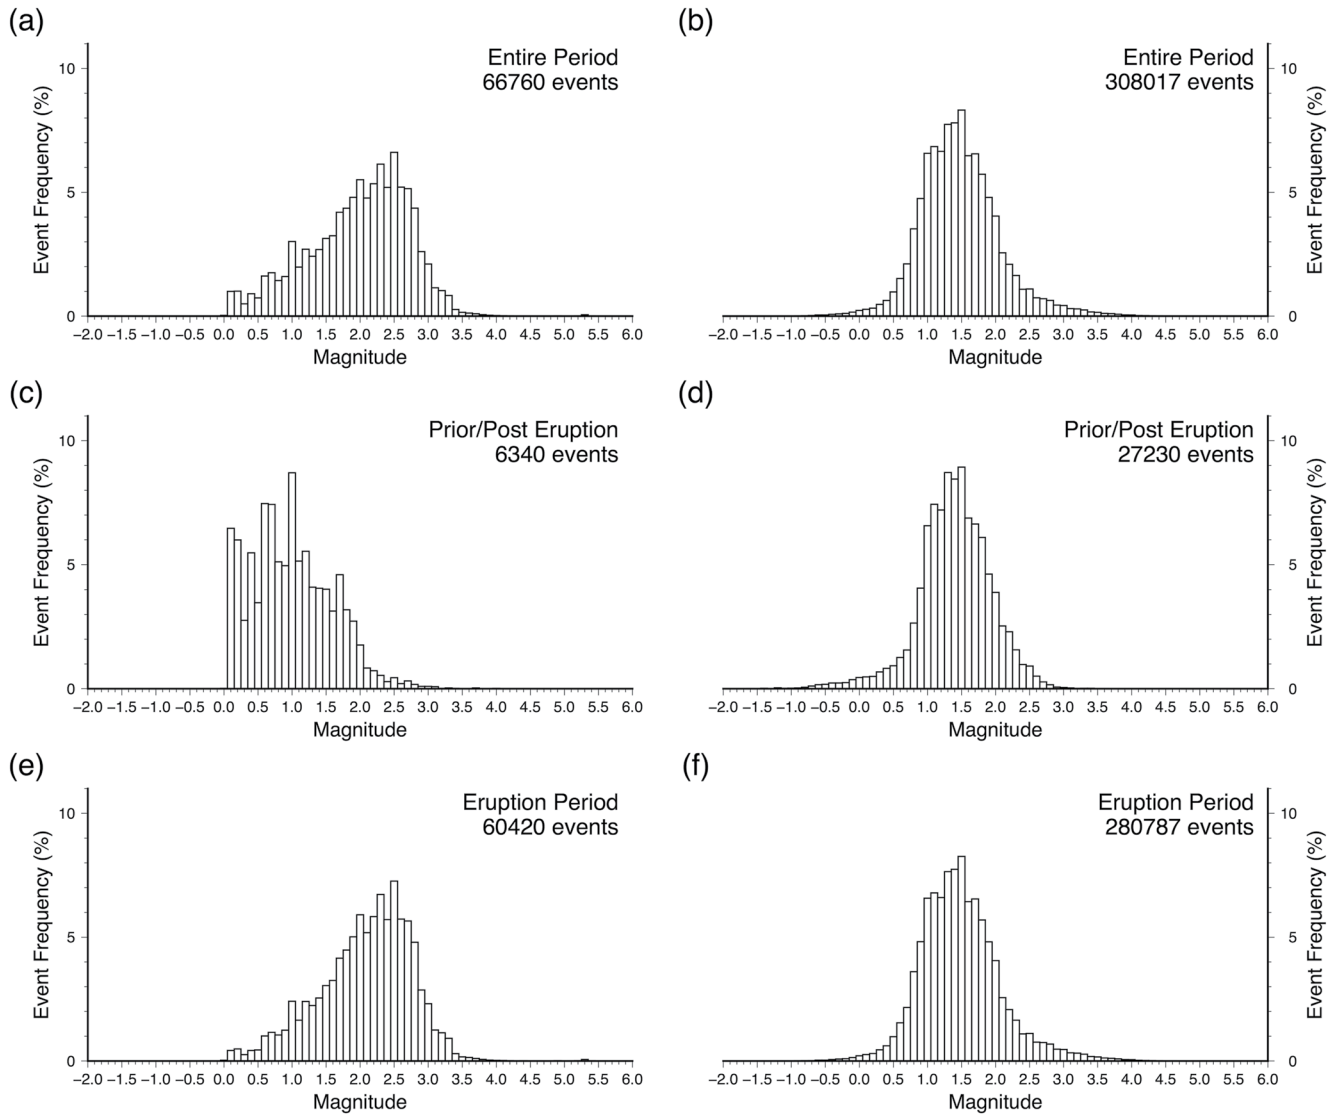 (a)
Entire Period
66760 events
Event Frequency (%)
10
5
0
−2.0 −1.5 −1.0 −0.5 0.0 0.5 1.0 1.5 2.0 2.5 3.0 3.5 4.0 4.5 5.0 5.5 6.0
Magnitude
(b)
Entire Period
308017 events
Event Frequency (%)
10
5
0
−2.0 −1.5 −1.0 −0.5 0.0 0.5 1.0 1.5 2.0 2.5 3.0 3.5 4.0 4.5 5.0 5.5 6.0
Magnitude
(c)
Prior/Post Eruption
6340 events
Event Frequency (%)
10
5
0
−2.0 −1.5 −1.0 −0.5 0.0 0.5 1.0 1.5 2.0 2.5 3.0 3.5 4.0 4.5 5.0 5.5 6.0
Magnitude
(d)
Prior/Post Eruption
27230 events
Event Frequency (%)
10
5
0
−2.0 −1.5 −1.0 −0.5 0.0 0.5 1.0 1.5 2.0 2.5 3.0 3.5 4.0 4.5 5.0 5.5 6.0
Magnitude
(e)
Eruption Period
60420 events
Event Frequency (%)
10
5
0
−2.0 −1.5 −1.0 −0.5 0.0 0.5 1.0 1.5 2.0 2.5 3.0 3.5 4.0 4.5 5.0 5.5 6.0
Magnitude
(f)
Eruption Period
280787 events
Event Frequency (%)
10
5
0
−2.0 −1.5 −1.0 −0.5 0.0 0.5 1.0 1.5 2.0 2.5 3.0 3.5 4.0 4.5 5.0 5.5 6.0
Magnitude